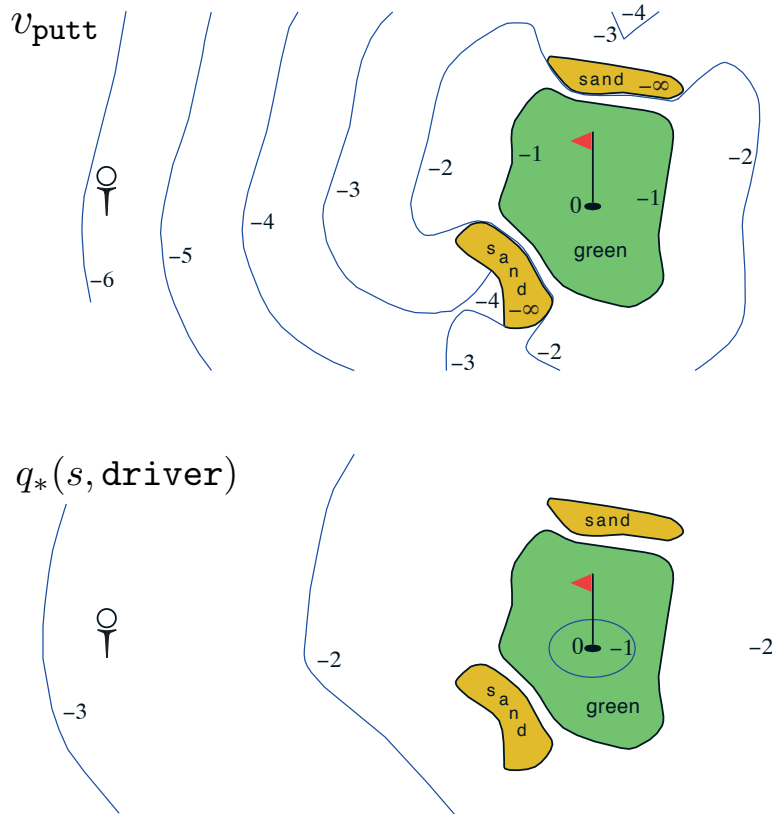 v_putt
−4
−3
sand −∞
−2
−1
−2
−3
−4
−5
−6
0
−1
green
sand
−4
−∞
−3
−2
q_*(s, driver)
sand
0 −1
−2
−2
−3
green
sand